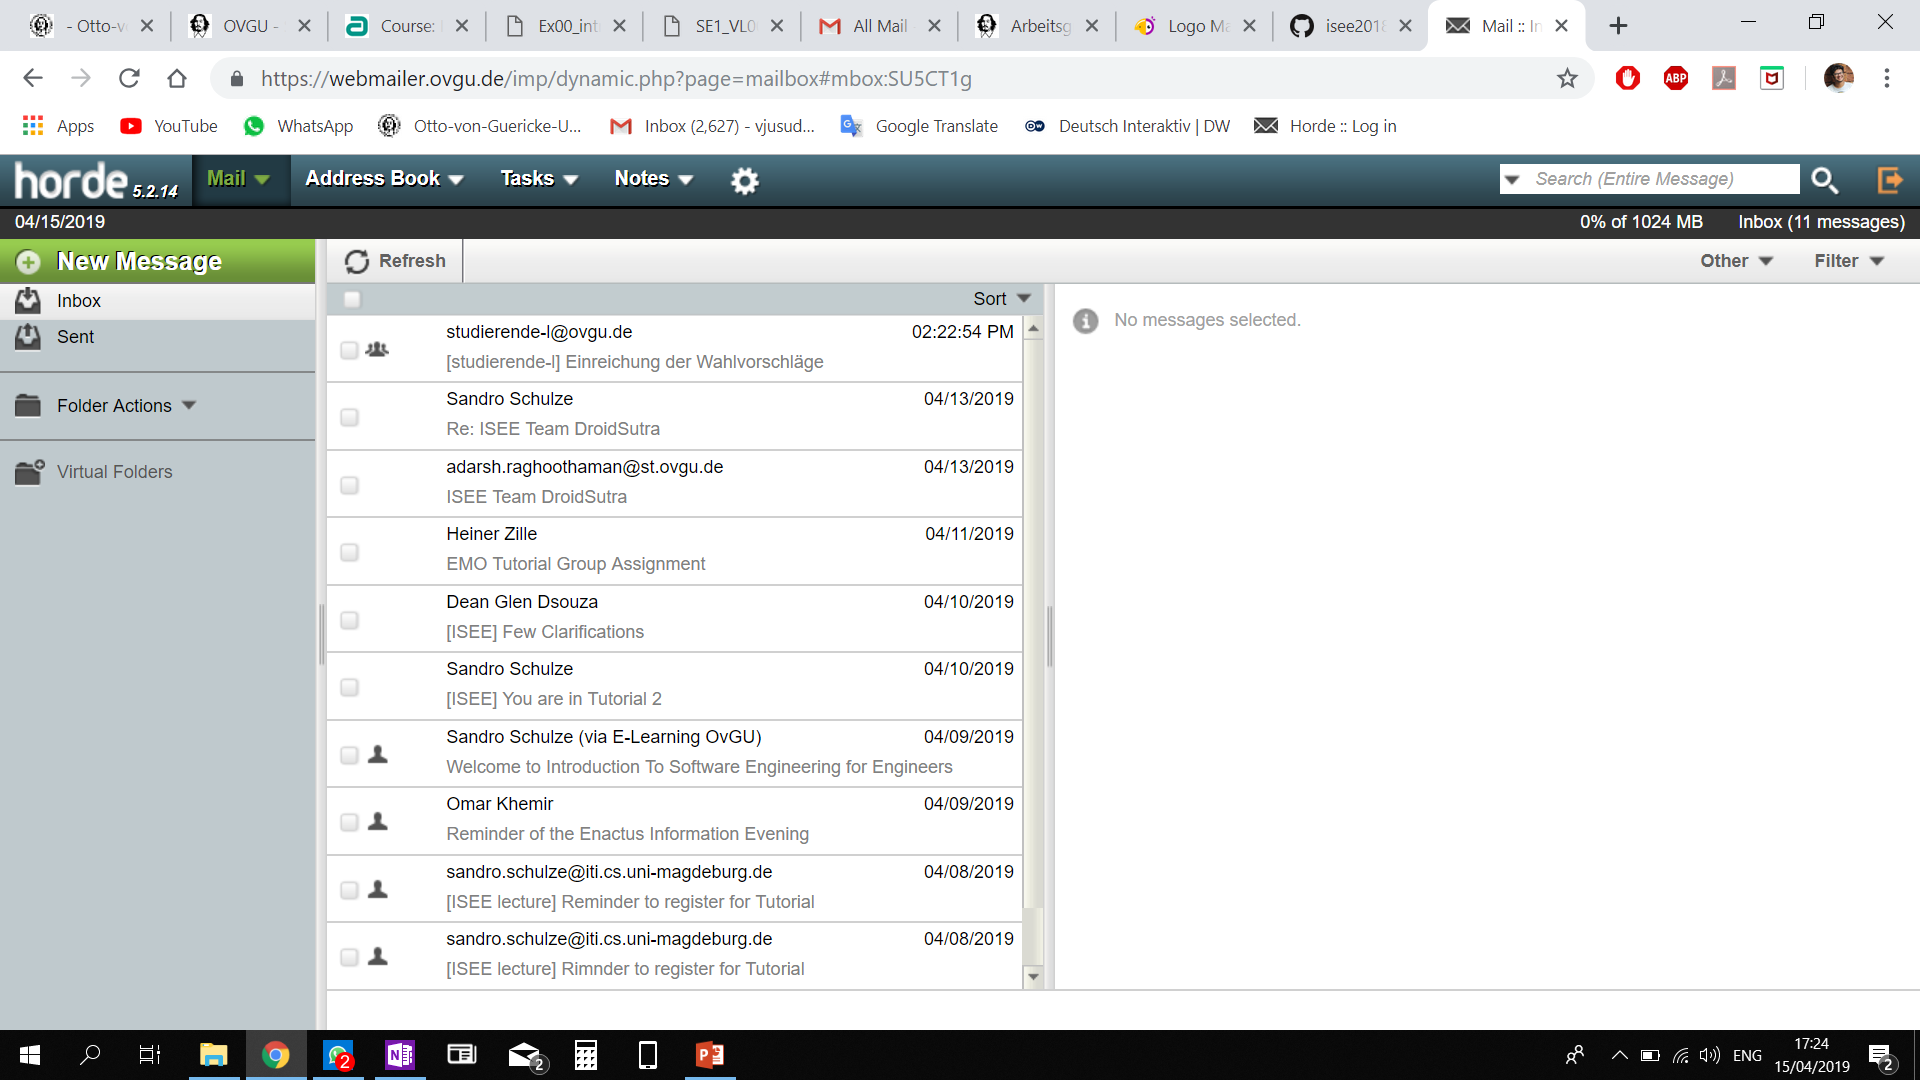 - Otto-v
OVGU -
Course:
Ex00_int
SE1_VL0
All Mail
Arbeitsg
Logo Ma
isee2018
Mail :: In
https://webmailer.ovgu.de/imp/dynamic.php?page=mailbox#mbox:SU5CT1g
ABP
Apps
YouTube
WhatsApp
Otto-von-Guericke-U...
Inbox (2,627) - vjusud...
Google Translate
DW
Deutsch Interaktiv | DW
Horde :: Log in
horde 5.2.14
Mail
Address Book
Tasks
Notes
Search (Entire Message)
04/15/2019
0% of 1024 MB
Inbox (11 messages)
New Message
Refresh
Other
Filter
Inbox
Sent
Folder Actions
Virtual Folders
Sort
No messages selected.
studierende-l@ovgu.de 02:22:54 PM
[studierende-l] Einreichung der Wahlvorschläge
Sandro Schulze 04/13/2019
Re: ISEE Team DroidSutra
adarsh.raghoothaman@st.ovgu.de 04/13/2019
ISEE Team DroidSutra
Heiner Zille 04/11/2019
EMO Tutorial Group Assignment
Dean Glen Dsouza 04/10/2019
[ISEE] Few Clarifications
Sandro Schulze 04/10/2019
[ISEE] You are in Tutorial 2
Sandro Schulze (via E-Learning OvGU) 04/09/2019
Welcome to Introduction To Software Engineering for Engineers
Omar Khemir 04/09/2019
Reminder of the Enactus Information Evening
sandro.schulze@iti.cs.uni-magdeburg.de 04/08/2019
[ISEE lecture] Reminder to register for Tutorial
sandro.schulze@iti.cs.uni-magdeburg.de 04/08/2019
[ISEE lecture] Rimnder to register for Tutorial
2
N
2
P
ENG
17:24
15/04/2019
2